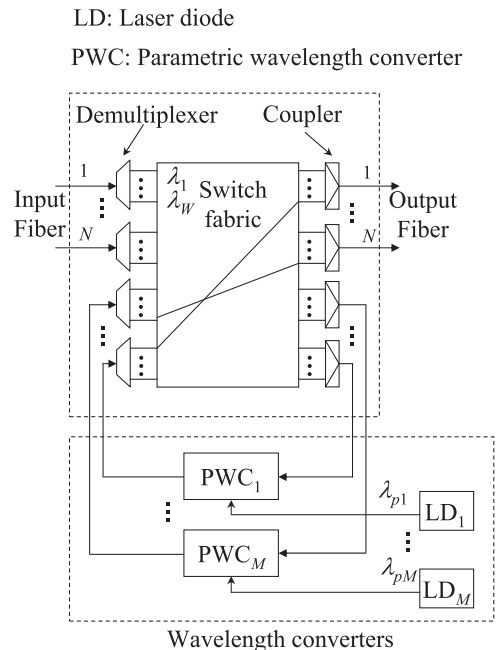 LD: Laser diode
PWC: Parametric wavelength converter
Demultiplexer
Coupler
1
λ1
λW
Switch
fabric
1
Input
Fiber
Output
Fiber
N
N
PWC1
λp1
LD1
PWCM
λpM
LDM
Wavelength converters